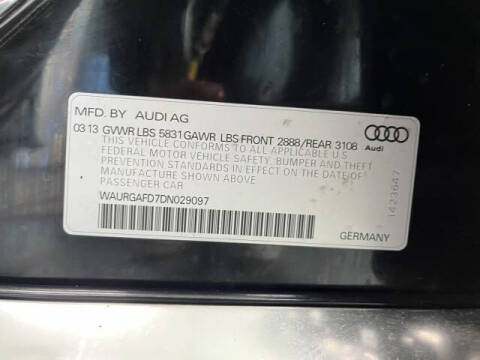 MFD. BY AUDI AG
03 13 GVWR LBS 5831 GAWR LBS FRONT 2888/REAR 3108
THIS VEHICLE CONFORMS TO ALL APPLICABLE U S
FEDERAL MOTOR VEHICLE SAFETY, BUMPER AND THEFT
PREVENTION STANDARDS IN EFFECT ON THE DATE OF
MANUFACTURE SHOWN ABOVE.
PASSENGER CAR
WAURGAFD7DN029097
Audi
1423647
GERMANY